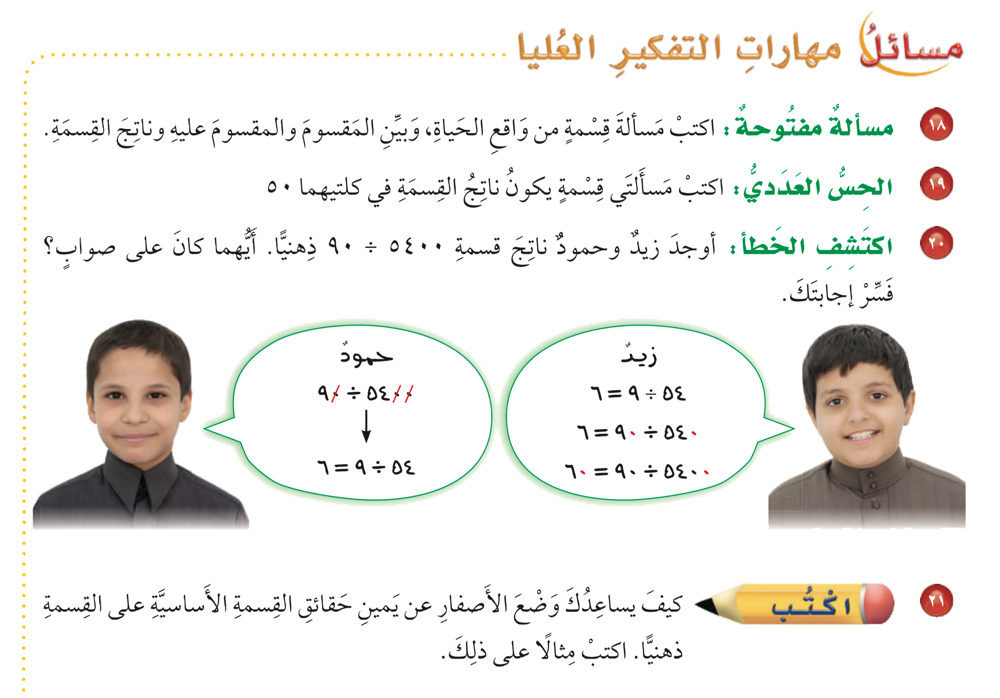 مسائلُ مهاراتِ التفكيرِ العُليا
١٨ مسألةٌ مفتُوحةٌ: اكتبْ مَسألةَ قِسْمةٍ من وَاقعِ الحَياةِ، وَبيِّنِ المَقسومَ والمقسومَ عليهِ وناتِجَ القِسمَةِ.
١٩ الحِسُّ العَدَديُّ: اكتبْ مَسأَلتَي قِسْمةٍ يكونُ ناتِجُ القِسمَةِ في كلتيهما ٥٠
٢٠ اكتَشِفِ الخَطأ: أوجدَ زيدٌ وحمودٌ ناتِجَ قسمةِ ٥٤٠٠ ÷ ٩٠ ذِهنيًّا. أَيُّهما كانَ على صوابٍ؟
فَسِّرْ إجابتَكَ.
زيدٌ
٥٤ ÷ ٩ = ٦
٥٤٠ ÷ ٩٠ = ٦
٥٤٠٠ ÷ ٩٠ = ٦٠
حمودٌ
٥٤٠٠ ÷ ٩٠
٥٤ ÷ ٩ = ٦
٢١ اكْتُب كيفَ يساعِدُكَ وَضْعَ الأَصفارِ عن يَمينِ حَقائقِ القِسمةِ الأَساسيَّةِ على القِسمةِ
ذهنيًّا. اكتبْ مِثالًا على ذلِكَ.